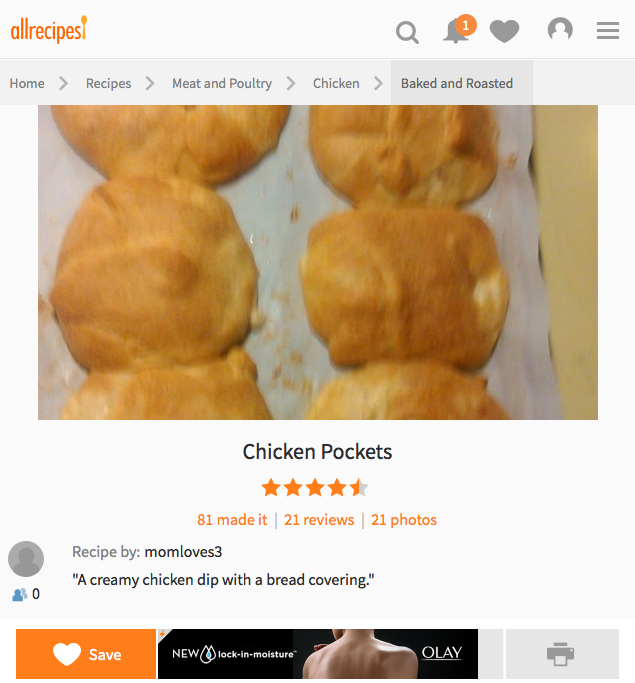 allrecipes
1
Home Recipes Meat and Poultry Chicken Baked and Roasted
Chicken Pockets
81 made it | 21 reviews | 21 photos
Recipe by: momloves3
"A creamy chicken dip with a bread covering."
0
Save
NEW lock-in-moisture™ OLAY